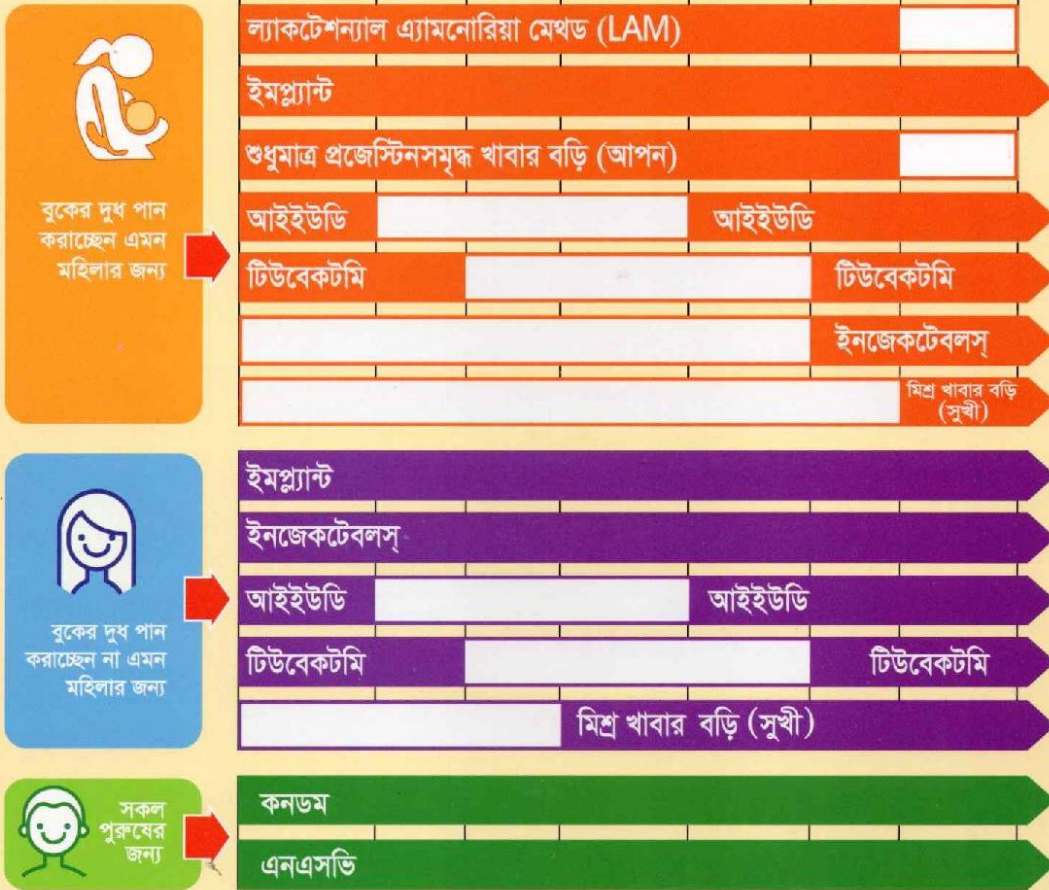 ল্যাকটেশন্যাল এ্যামনোরিয়া মেথড (LAM)
ইমপ্ল্যান্ট
শুধুমাত্র প্রজেস্টিনসমৃদ্ধ খাবার বড়ি (আপন)
বুকের দুধ পান
করাচ্ছেন এমন
মহিলার জন্য
আইইউডি আইইউডি
টিউবেকটমি টিউবেকটমি
ইনজেকটেবলস্
মিশ্র খাবার বড়ি
(সুখী)
ইমপ্ল্যান্ট
ইনজেকটেবলস্
বুকের দুধ পান
করাচ্ছেন না এমন
মহিলার জন্য
আইইউডি আইইউডি
টিউবেকটমি টিউবেকটমি
মিশ্র খাবার বড়ি (সুখী)
সকল
পুরুষের
জন্য
কনডম
এনএসভি